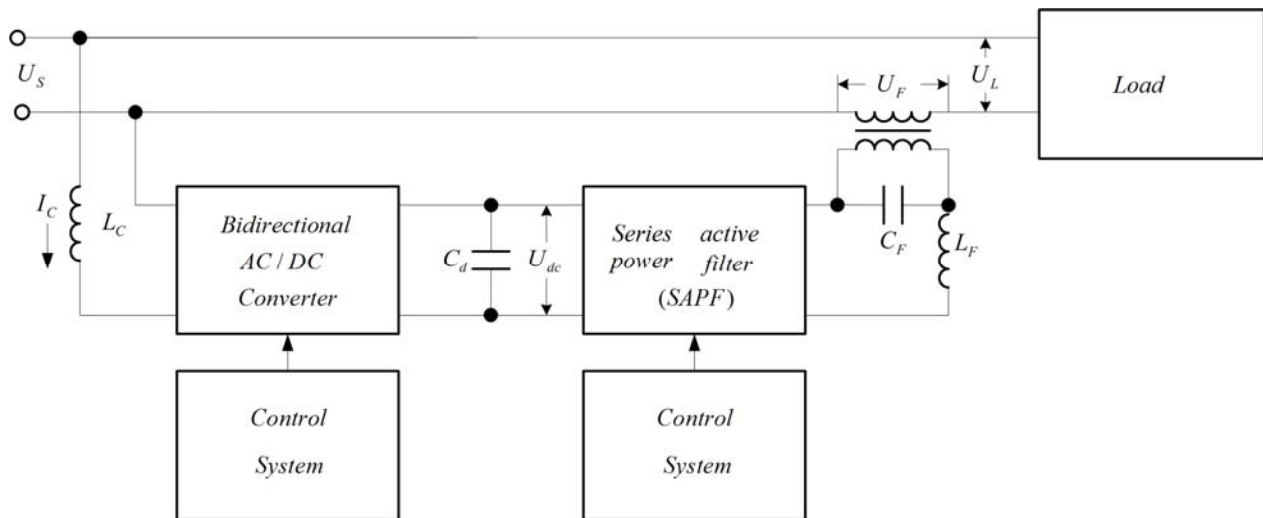 U_S
U_F
U_L
Load
I_C
L_C
Bidirectional
AC / DC
Converter
C_d
U_dc
Series active
power filter
(SAPF)
C_F
L_F
Control
System
Control
System